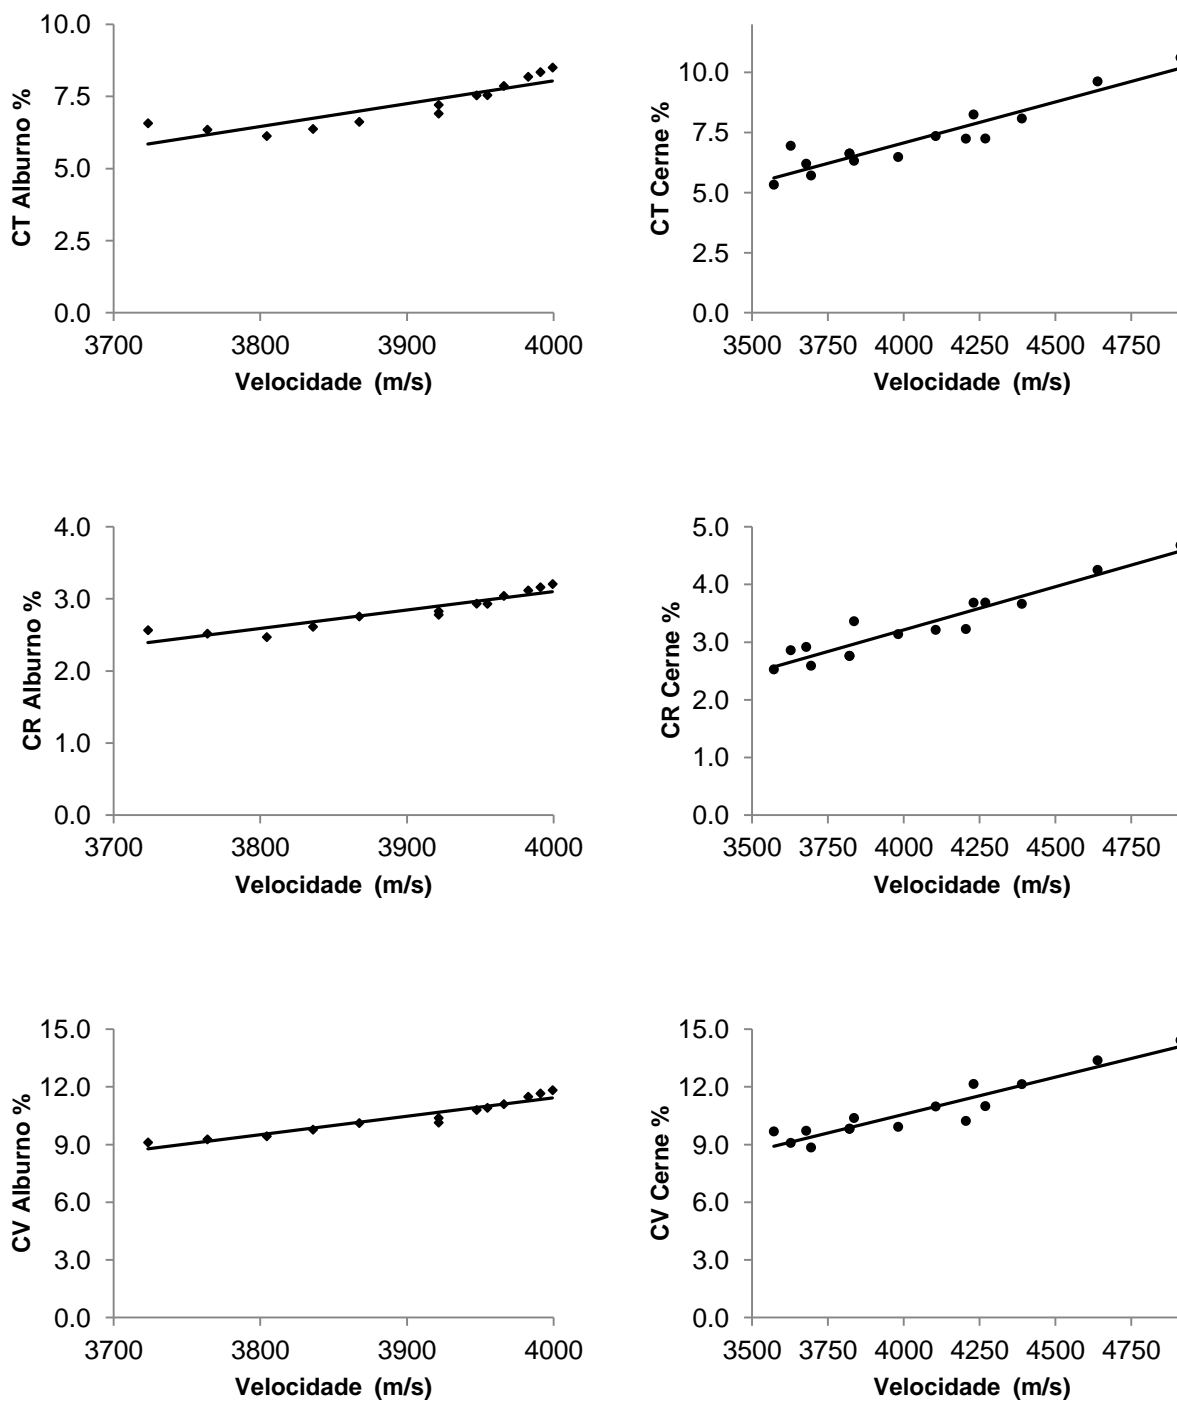 10.0
7.5
5.0
2.5
0.0
CT Alburno %
3700 3800 3900 4000
Velocidade (m/s)
10.0
7.5
5.0
2.5
0.0
CT Cerne %
3500 3750 4000 4250 4500 4750
Velocidade (m/s)
4.0
3.0
2.0
1.0
0.0
CR Alburno %
3700 3800 3900 4000
Velocidade (m/s)
5.0
4.0
3.0
2.0
1.0
0.0
CR Cerne %
3500 3750 4000 4250 4500 4750
Velocidade (m/s)
15.0
12.0
9.0
6.0
3.0
0.0
CV Alburno %
3700 3800 3900 4000
Velocidade (m/s)
15.0
12.0
9.0
6.0
3.0
0.0
CV Cerne %
3500 3750 4000 4250 4500 4750
Velocidade (m/s)